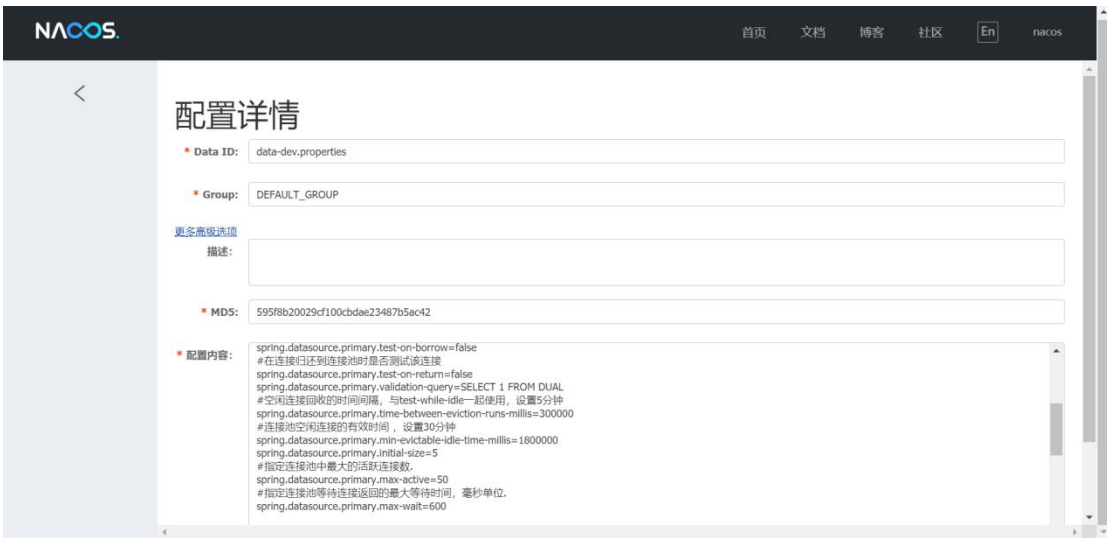 NACOS.
首页 文档 博客 社区 En nacos
配置详情
* Data ID: data-dev.properties
* Group: DEFAULT_GROUP
更多高级选项
描述:
* MD5: 595f8b20029cf100cbdae23487b5ac42
* 配置内容:
spring.datasource.primary.test-on-borrow=false
#在连接归还到连接池时是否测试该连接
spring.datasource.primary.test-on-return=false
spring.datasource.primary.validation-query=SELECT 1 FROM DUAL
#空闲连接回收的时间间隔，与test-while-idle一起使用，设置5分钟
spring.datasource.primary.time-between-eviction-runs-millis=300000
#连接池空闲连接的有效时间 ，设置30分钟
spring.datasource.primary.min-evictable-idle-time-millis=1800000
spring.datasource.primary.initial-size=5
#指定连接池中最大的活跃连接数.
spring.datasource.primary.max-active=50
#指定连接池等待连接返回的最大等待时间，毫秒单位.
spring.datasource.primary.max-wait=600